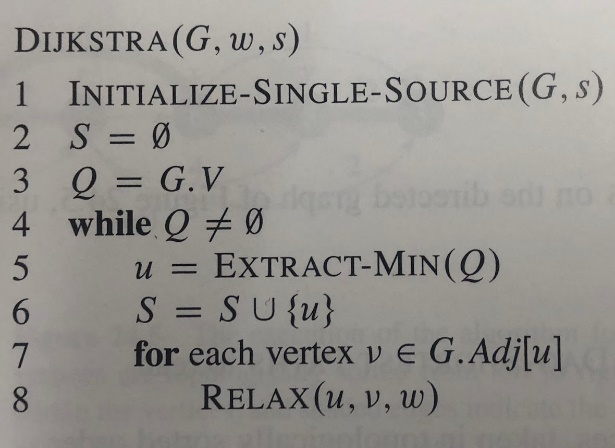 DIJKSTRA(G, w, s)
1 INITIALIZE-SINGLE-SOURCE(G, s)
2 S = ∅
3 Q = G.V
4 while Q ≠ ∅
5 u = EXTRACT-MIN(Q)
6 S = S ∪ {u}
7 for each vertex v ∈ G.Adj[u]
8 RELAX(u, v, w)